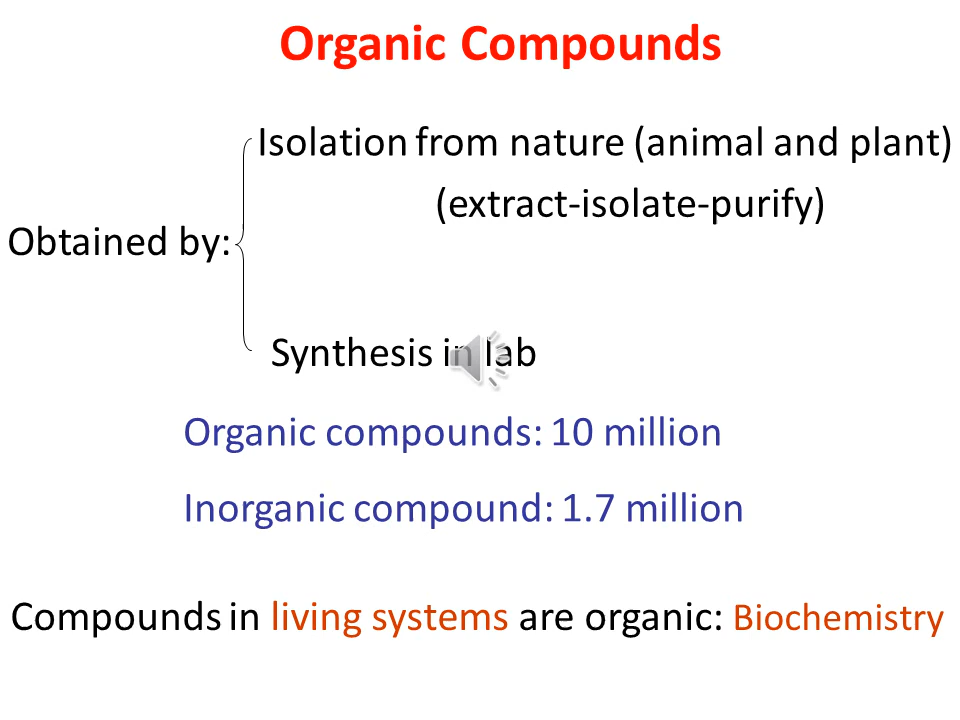 Organic Compounds
Isolation from nature (animal and plant)
(extract-isolate-purify)
Obtained by:
Synthesis in lab
Organic compounds: 10 million
Inorganic compound: 1.7 million
Compounds in living systems are organic: Biochemistry